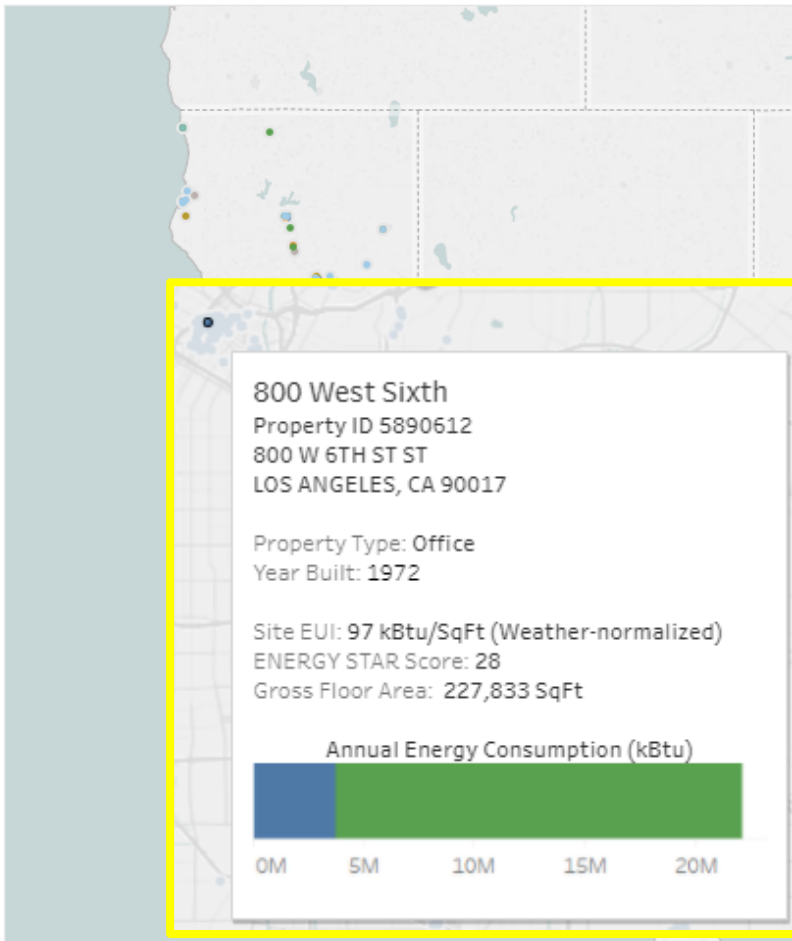 800 West Sixth
Property ID 5890612
800 W 6TH ST ST
LOS ANGELES, CA 90017
Property Type: Office
Year Built: 1972
Site EUI: 97 kBtu/SqFt (Weather-normalized)
ENERGY STAR Score: 28
Gross Floor Area: 227,833 SqFt
Annual Energy Consumption (kBtu)
0M 5M 10M 15M 20M